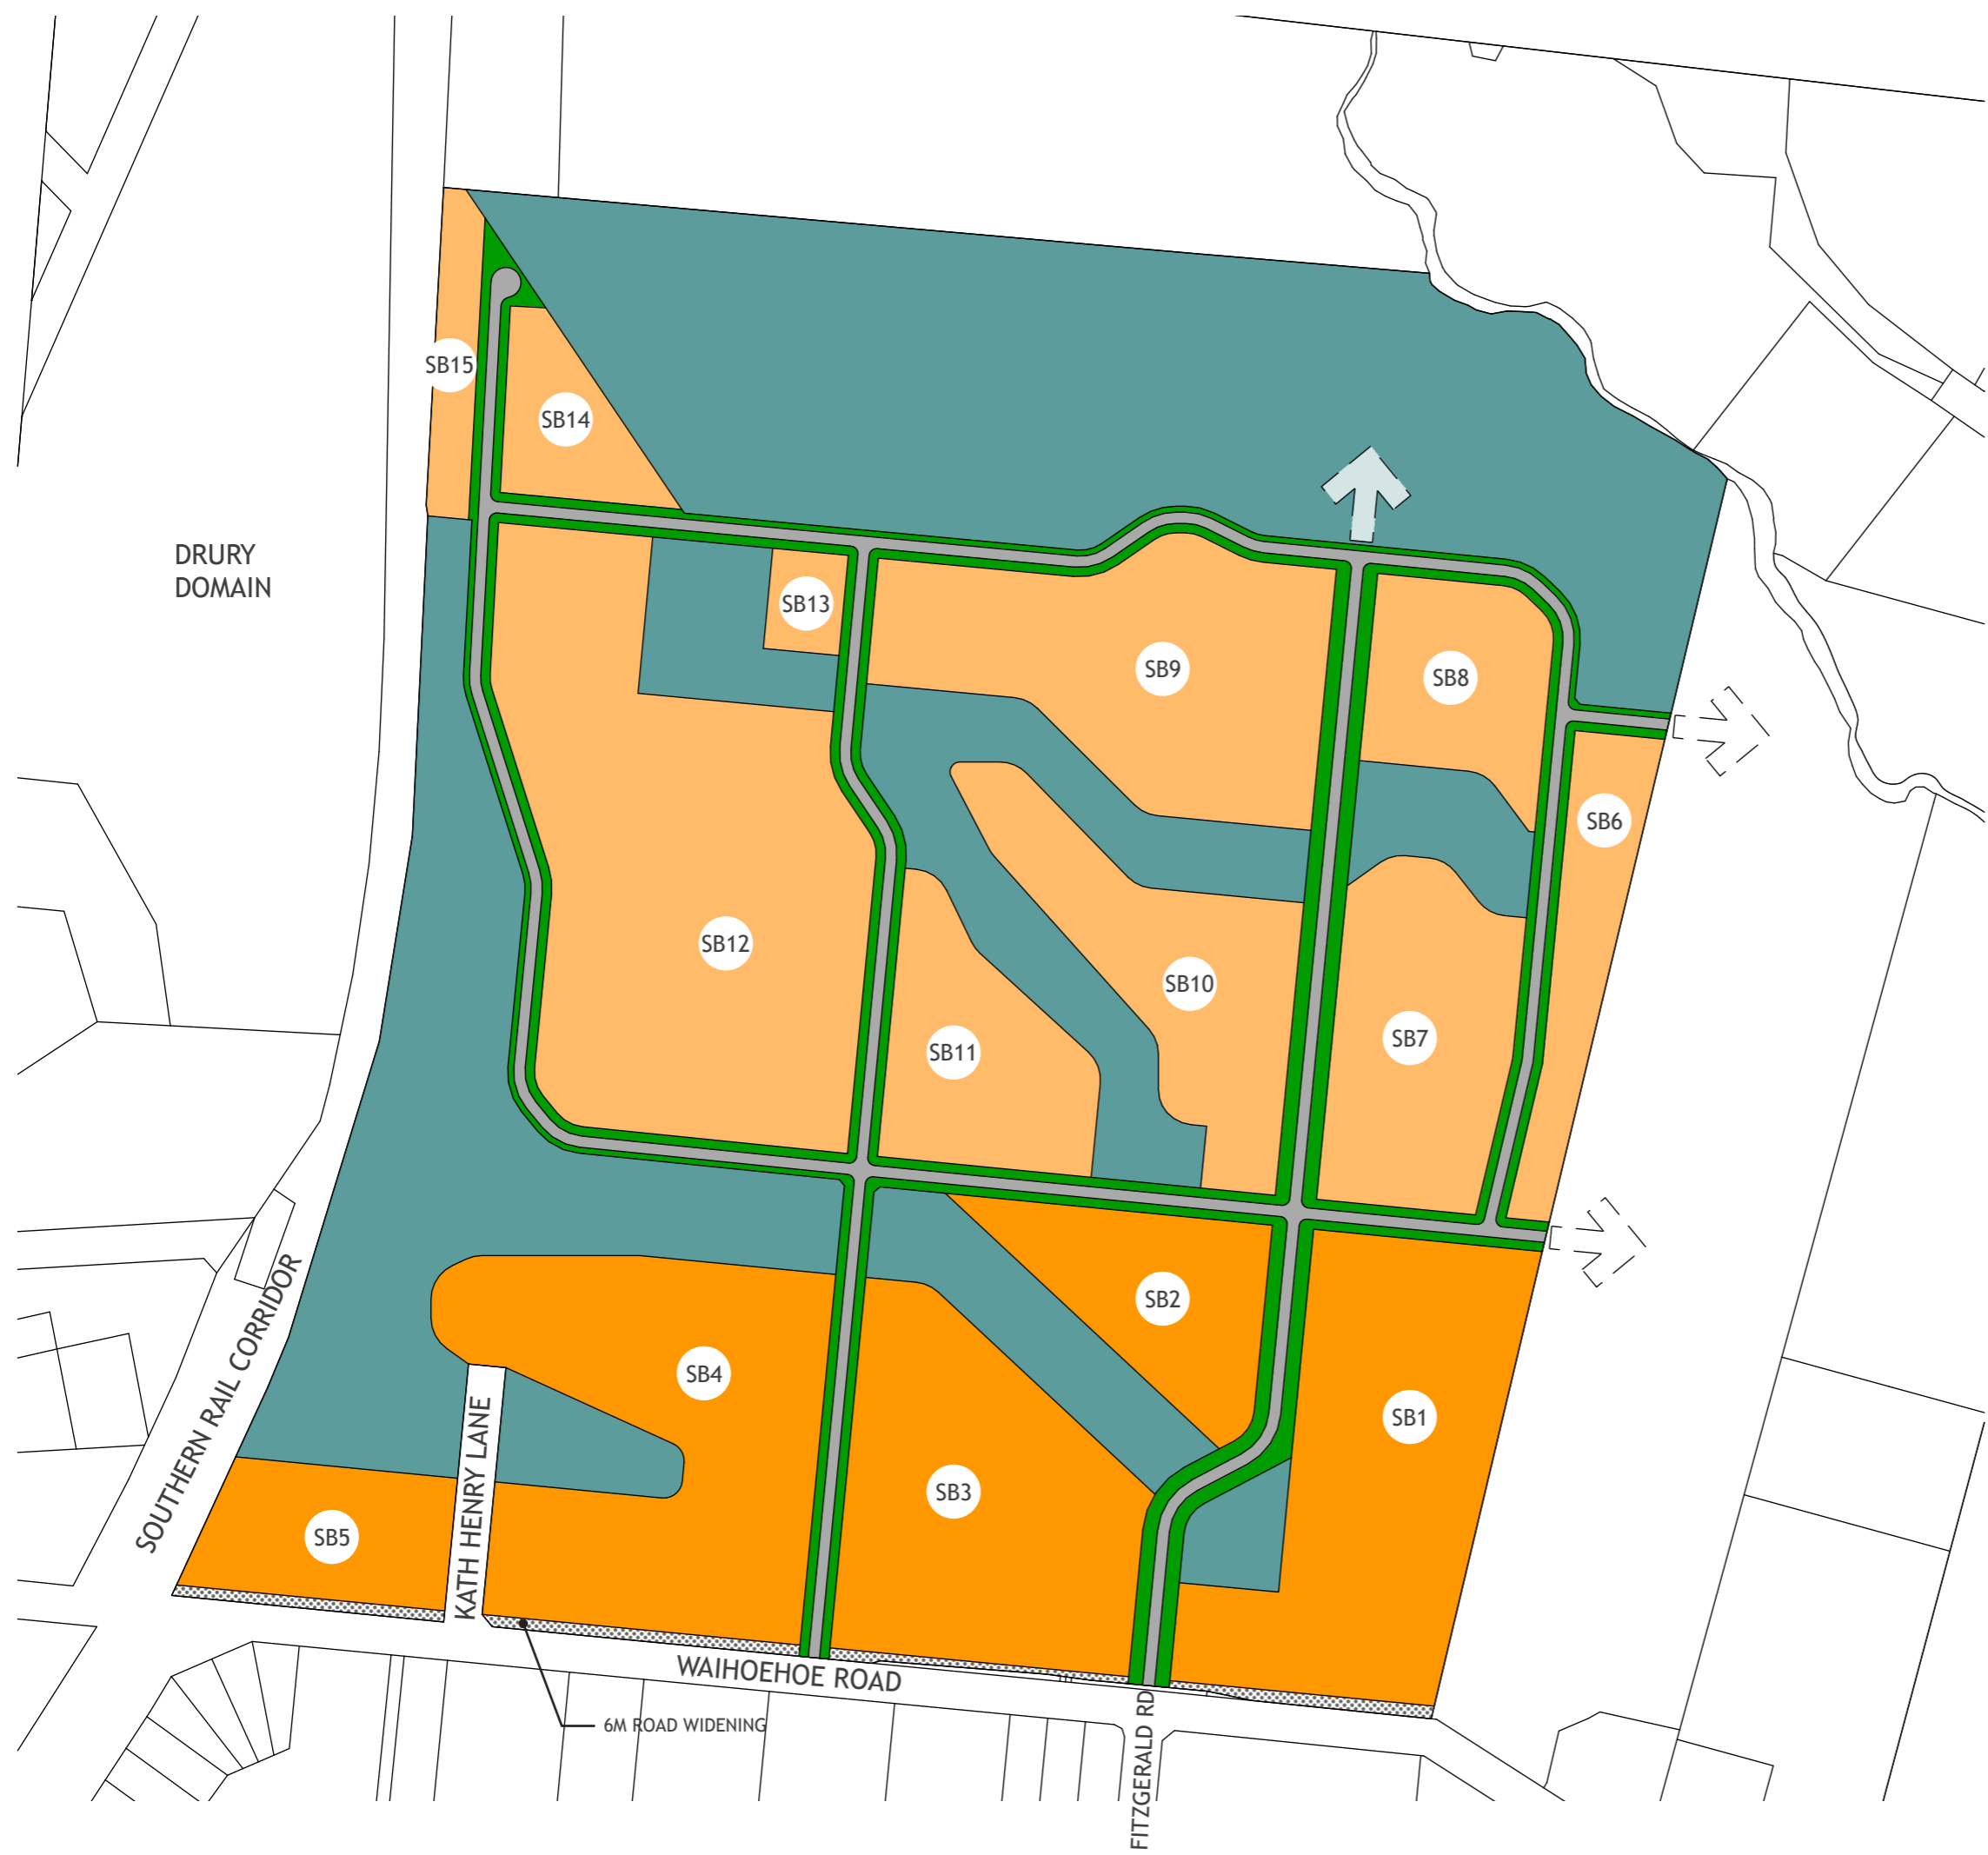 SB15
SB14
DRURY
DOMAIN
SB13
SB9
SB8
SB6
SB12
SB10
SB7
SB11
SB2
SB4
SB1
SB3
SB5
SOUTHERN RAIL CORRIDOR
KATH HENRY LANE
WAIHOEHOE ROAD
6M ROAD WIDENING
FITZGERALD RD